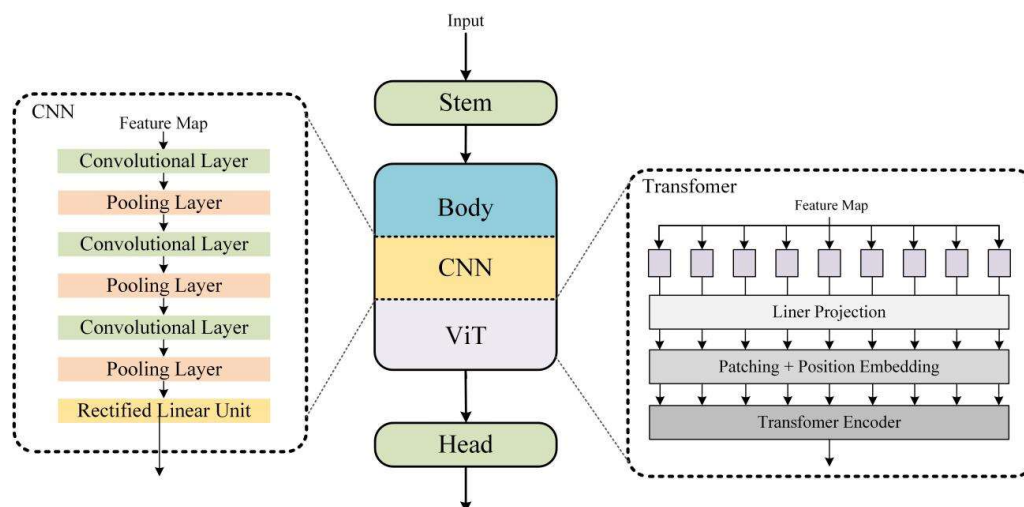 Input
Stem
Body
CNN
ViT
Head
CNN
Feature Map
Convolutional Layer
Pooling Layer
Convolutional Layer
Pooling Layer
Convolutional Layer
Pooling Layer
Rectified Linear Unit
Transfomer
Feature Map
Liner Projection
Patching + Position Embedding
Transfomer Encoder